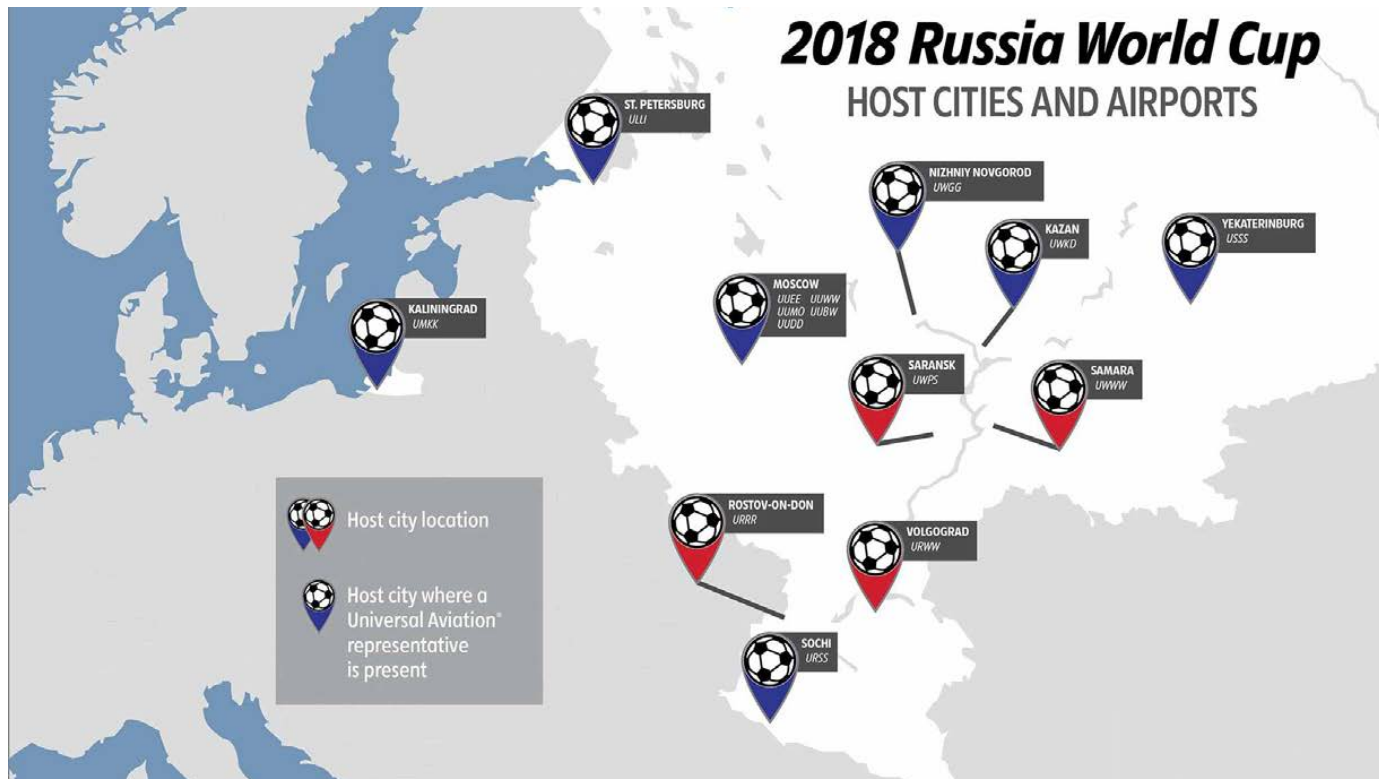 2018 Russia World Cup
HOST CITIES AND AIRPORTS
ST. PETERSBURG
ULLI
NIZHNIY NOVGOROD
UWGG
KAZAN
UWKD
YEKATERINBURG
USSS
MOSCOW
UUEE UUWW
UUMO UUBW
UUDD
KALININGRAD
UMKK
SARANSK
UWPS
SAMARA
UWWW
ROSTOV-ON-DON
URRR
VOLGOGRAD
URWW
SOCHI
URSS
Host city location
Host city where a
Universal Aviation®
representative
is present